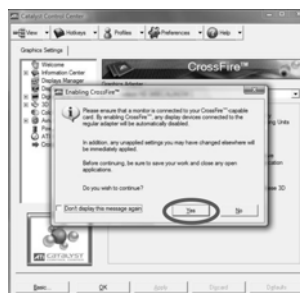 Catalyst Control Center
View
Hotkeys
Profiles
Preferences
Help
Graphics Settings
Welcome
Information Center
Displays Manager
CrossFire™
Enabling CrossFire™
Please ensure that a monitor is connected to your CrossFire™-capable
card. By enabling CrossFire™, any display devices connected to the
regular adapter will be automatically disabled.
In addition, any unapplied settings you may have changed elsewhere will
be immediately applied.
Before continuing, be sure to save your work and close any open
applications.
Do you wish to continue?
Don't display this message again
Yes
No
CATALYST
Basic...
OK
Apply
Discard
Defaults